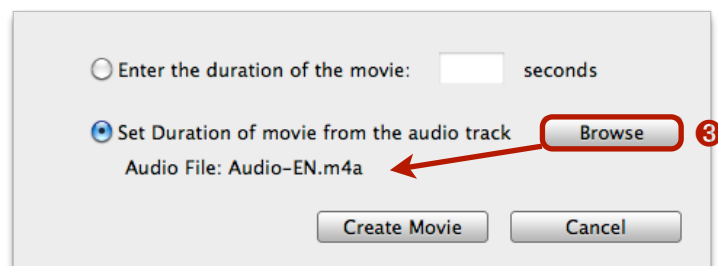 Enter the duration of the movie: seconds
Set Duration of movie from the audio track Browse 3
Audio File: Audio-EN.m4a
Create Movie Cancel